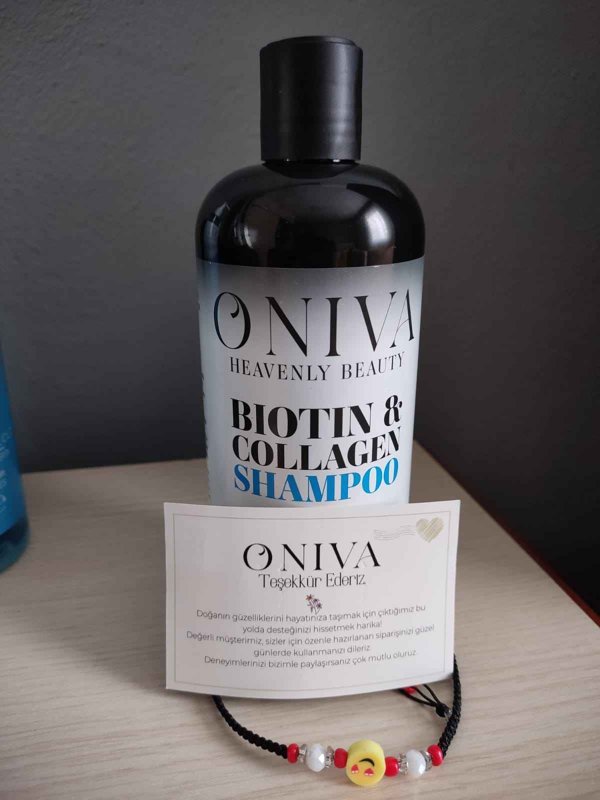 ONIVA
HEAVENLY BEAUTY
BIOTIN &
COLLAGEN
SHAMPOO
ONIVA
Teşekkür Ederiz
Doğanın güzelliklerini hayatınıza taşımak için çıktığımız bu
yolda desteğinizi hissetmek harika!
Değerli müşterimiz, sizler için özenle hazırlanan siparişinizi güzel
günlerde kullanmanızı dileriz.
Deneyimlerinizi bizimle paylaşırsanız çok mutlu oluruz.